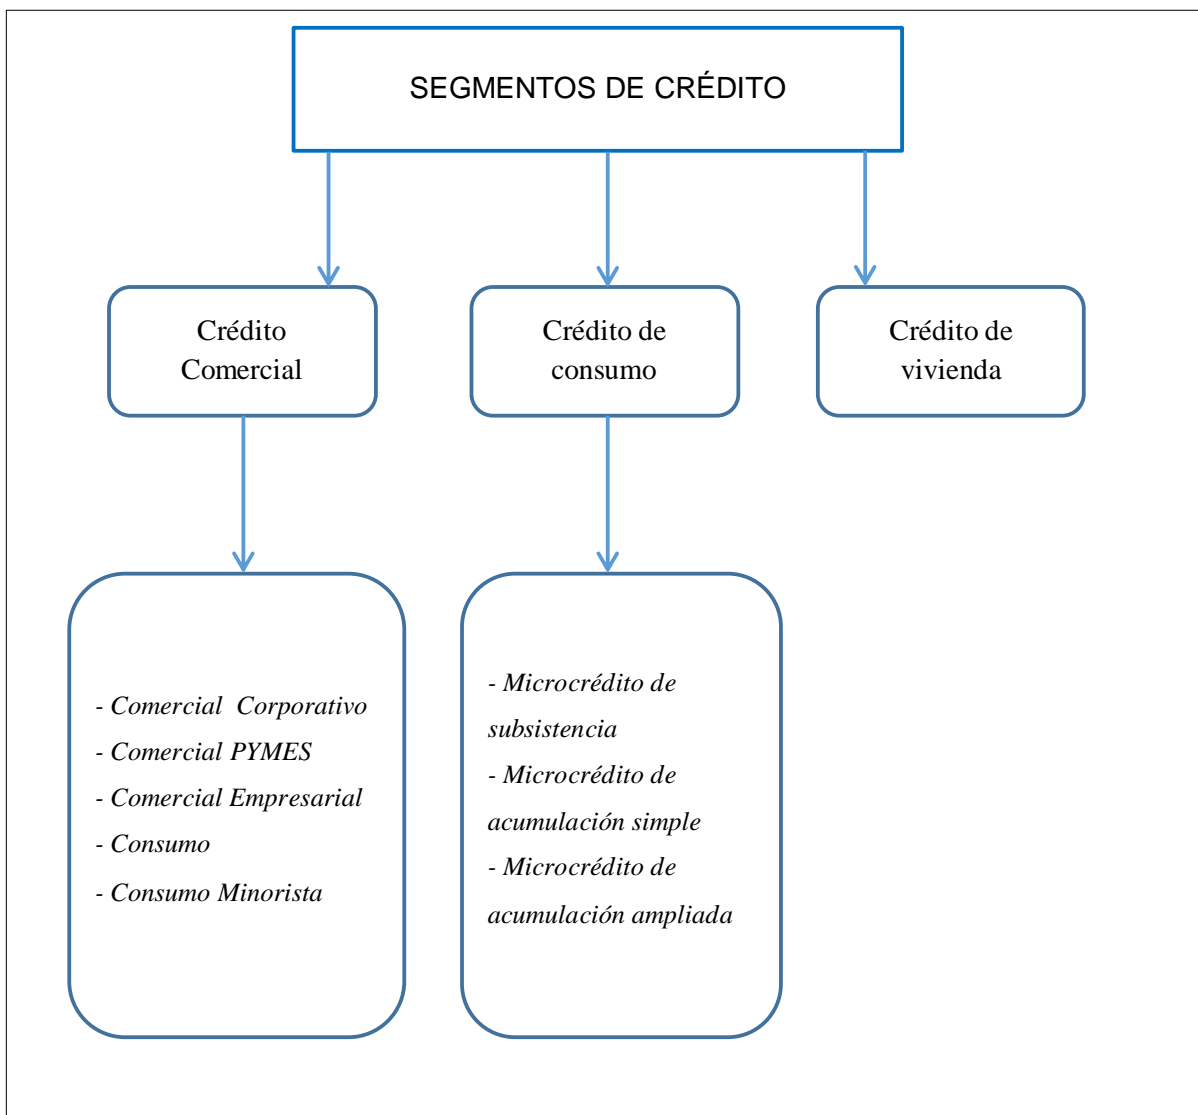 SEGMENTOS DE CRÉDITO
Crédito
Comercial
Crédito de
consumo
Crédito de
vivienda
- Comercial Corporativo
- Comercial PYMES
- Comercial Empresarial
- Consumo
- Consumo Minorista
- Microcrédito de
subsistencia
- Microcrédito de
acumulación simple
- Microcrédito de
acumulación ampliada